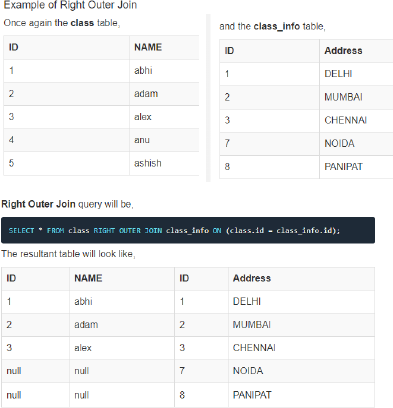 Example of Right Outer Join
Once again the class table,
ID NAME
1 abhi
2 adam
3 alex
4 anu
5 ashish
and the class_info table,
ID Address
1 DELHI
2 MUMBAI
3 CHENNAI
7 NOIDA
8 PANIPAT
Right Outer Join query will be,
SELECT * FROM class RIGHT OUTER JOIN class_info ON (class.id = class_info.id);
The resultant table will look like,
ID NAME ID Address
1 abhi 1 DELHI
2 adam 2 MUMBAI
3 alex 3 CHENNAI
null null 7 NOIDA
null null 8 PANIPAT